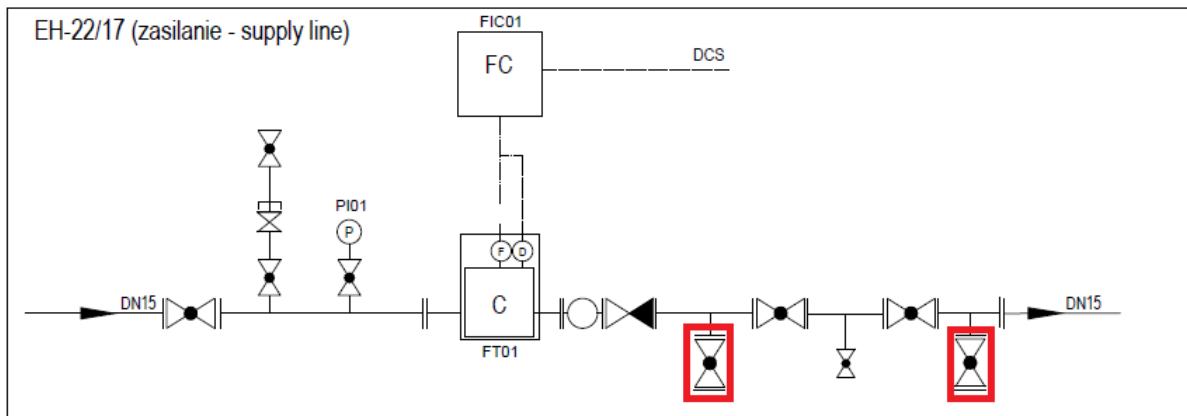 EH-22/17 (zasilanie - supply line)
FIC01
FC
DCS
PI01
P
F
D
DN15
C
DN15
FT01